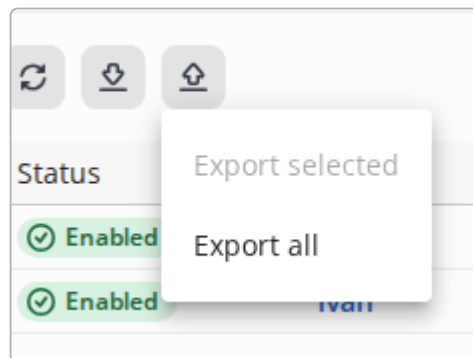 Status
Export selected
Enabled
Export all
Enabled
Ivan